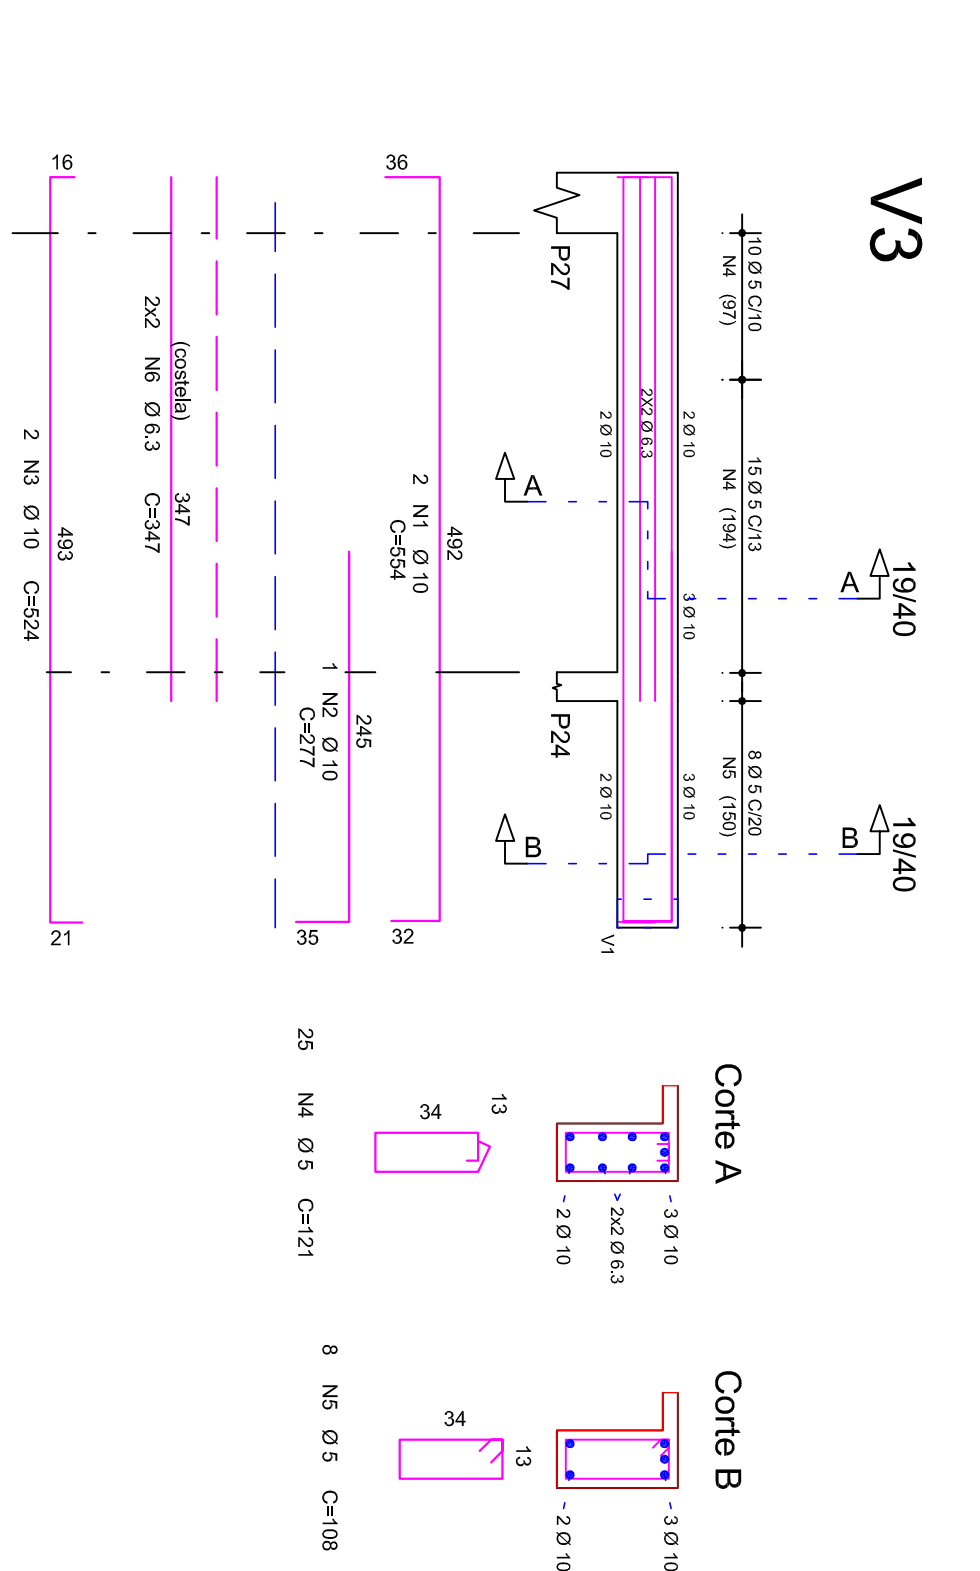 V3
19/40
19/40
A
B
10 Ø 5 C/10
15 Ø 5 C/13
8 Ø 5 C/20
N4 (97)
N4 (194)
N5 (150)
2 Ø 10
3 Ø 10
3 Ø 10
2X2 Ø 6.3
2 Ø 10
2 Ø 10
V1
P27
P24
A
B
36
492
2 N1 Ø 10
C=554
32
245
1 N2 Ø 10
C=277
35
(costela)
347
2x2 N6 Ø 6.3 C=347
16
493
21
2 N3 Ø 10 C=524
Corte A
3 Ø 10
2x2 Ø 6.3
2 Ø 10
13
34
25 N4 Ø 5 C=121
Corte B
3 Ø 10
2 Ø 10
13
34
8 N5 Ø 5 C=108